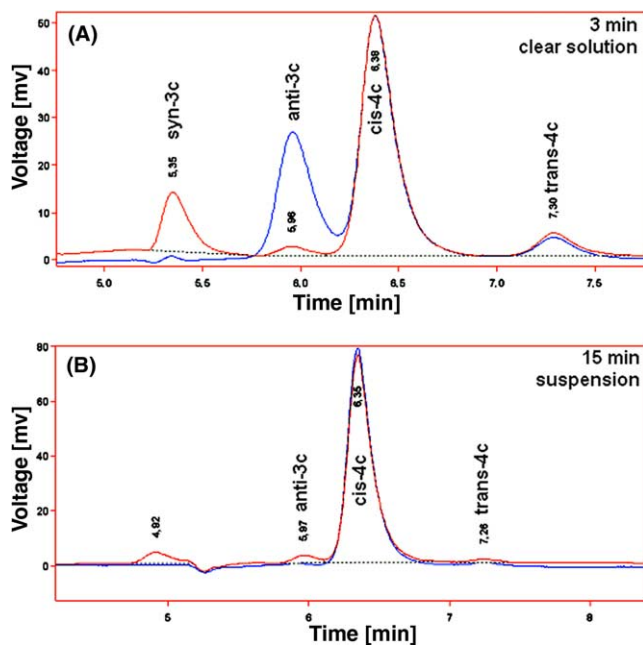 (A)
3 min
clear solution
Voltage [mv]
50
40
30
20
10
0
syn-3c
5,35
anti-3c
5,96
cis-4c
6,38
trans-4c
7,30
5,0
5,5
6,0
6,5
7,0
7,5
Time [min]
(B)
15 min
suspension
Voltage [mv]
80
60
40
20
0
4,92
anti-3c
5,97
cis-4c
6,35
trans-4c
7,26
5
6
7
8
Time [min]